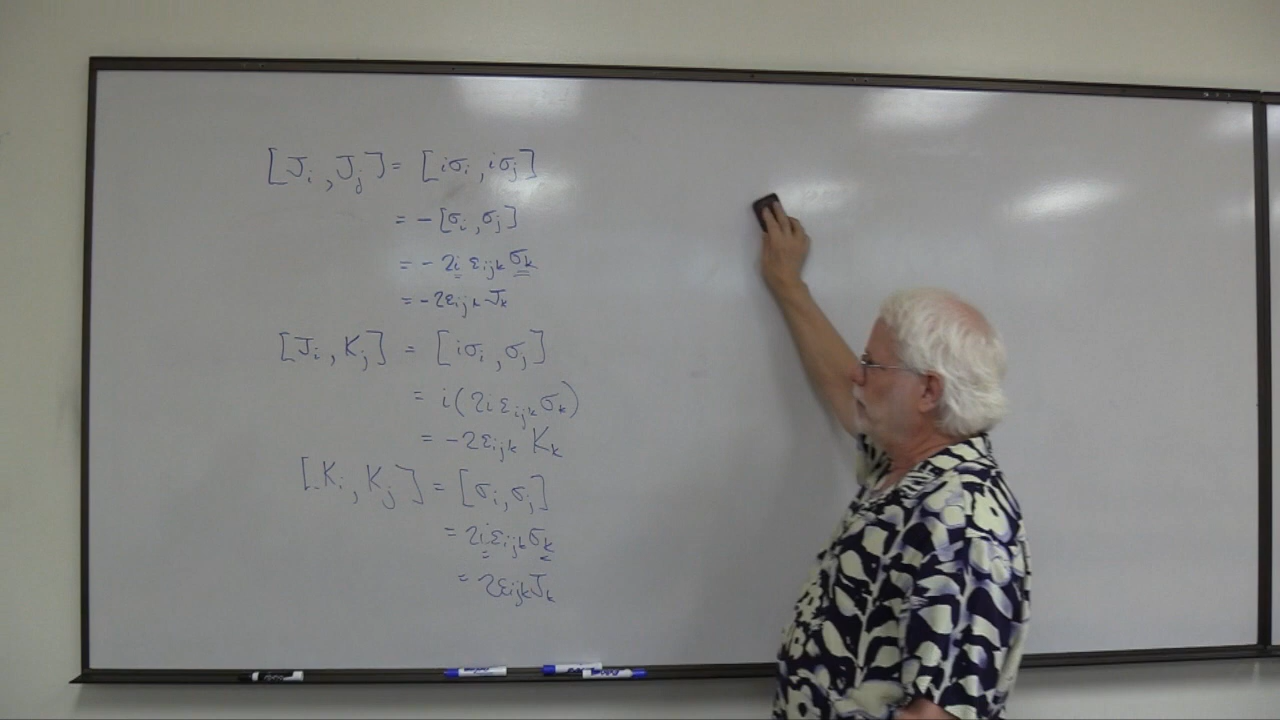 [J_i, J_j] = [iσ_i, iσ_j]
= -[σ_i, σ_j]
= -2i ε_ijk σ_k
= -2ε_ijk J_k
[J_i, K_j] = [iσ_i, σ_j]
= i(2i ε_ijk σ_k)
= -2ε_ijk K_k
[K_i, K_j] = [σ_i, σ_j]
= 2i ε_ijk σ_k
= 2ε_ijk J_k